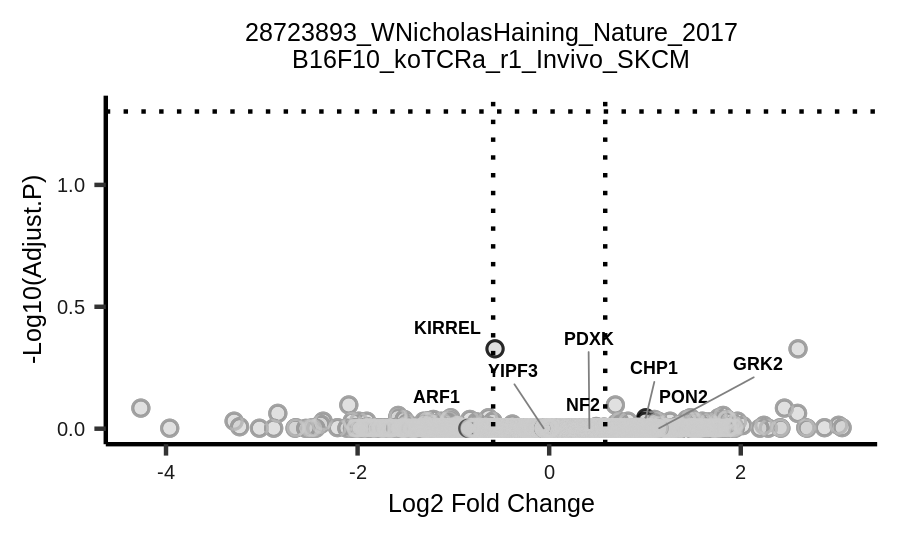 28723893_WNicholasHaining_Nature_2017
B16F10_koTCRa_r1_Invivo_SKCM
-Log10(Adjust.P)
1.0
0.5
0.0
KIRREL
PDXK
YIPF3
CHP1
GRK2
ARF1
NF2
PON2
-4
-2
0
2
Log2 Fold Change